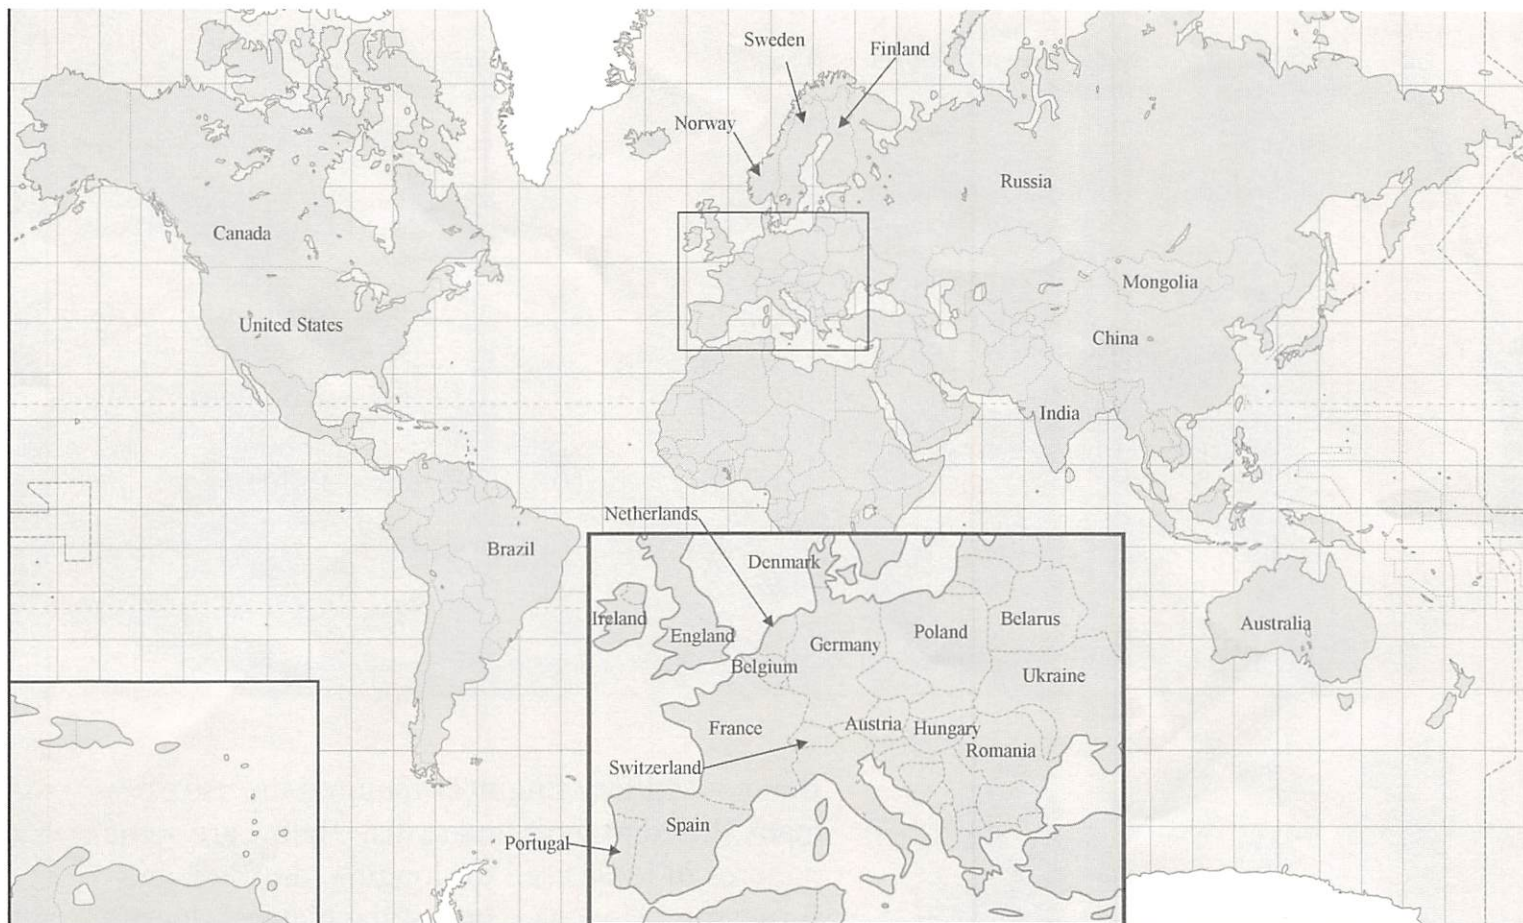 Sweden
Finland
Norway
Russia
Canada
Mongolia
United States
China
India
Netherlands
Brazil
Denmark
Ireland
England
Belarus
Poland
Germany
Australia
Belgium
Ukraine
France
Austria
Hungary
Romania
Switzerland
Spain
Portugal